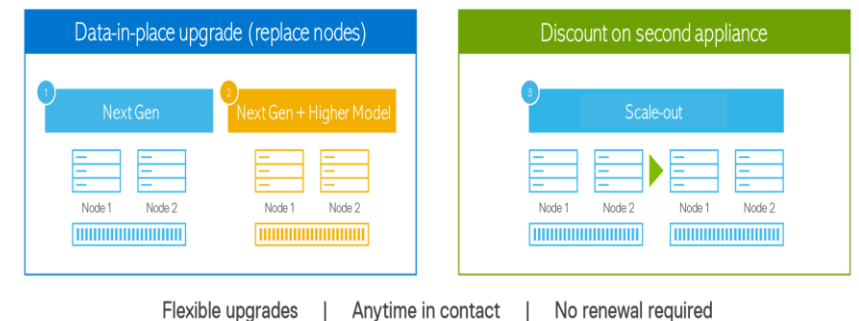 Data-in-place upgrade (replace nodes)
1
Next Gen
Node 1
Node 2
2
Next Gen + Higher Model
Node 1
Node 2
Discount on second appliance
3
Scale-out
Node 1
Node 2
Node 1
Node 2
Flexible upgrades | Anytime in contact | No renewal required